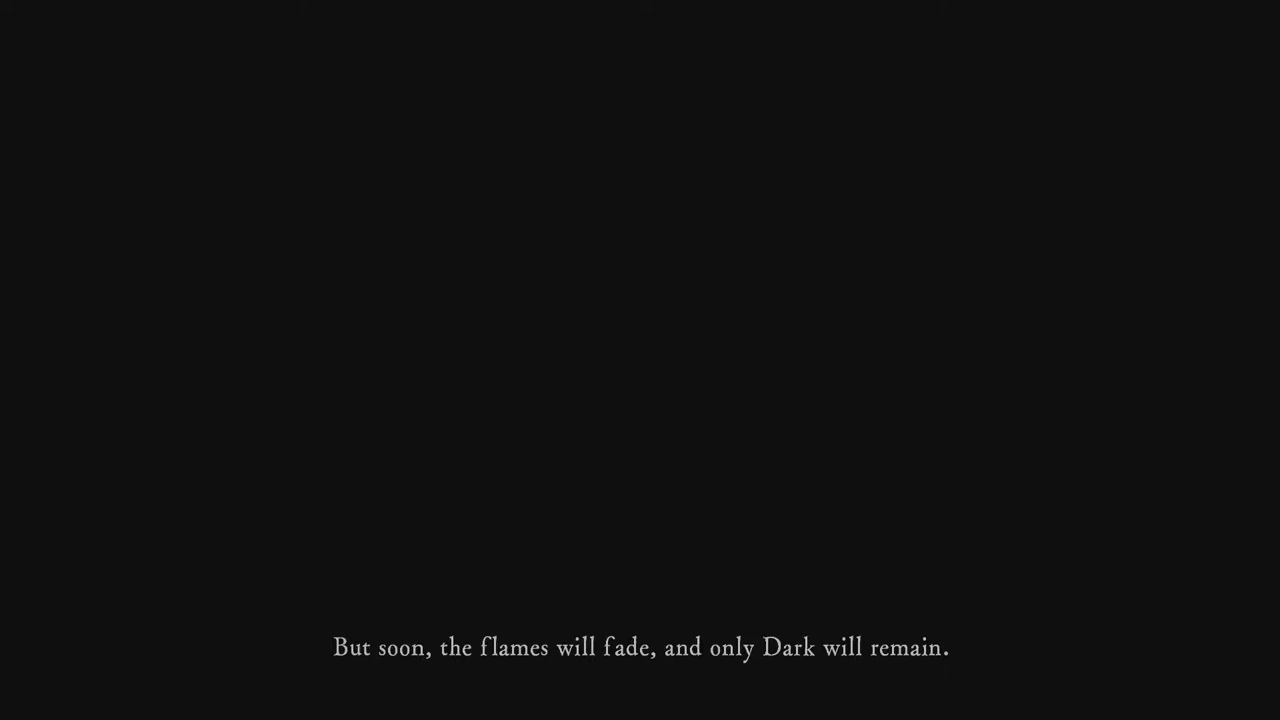 But soon, the flames will fade, and only Dark will remain.